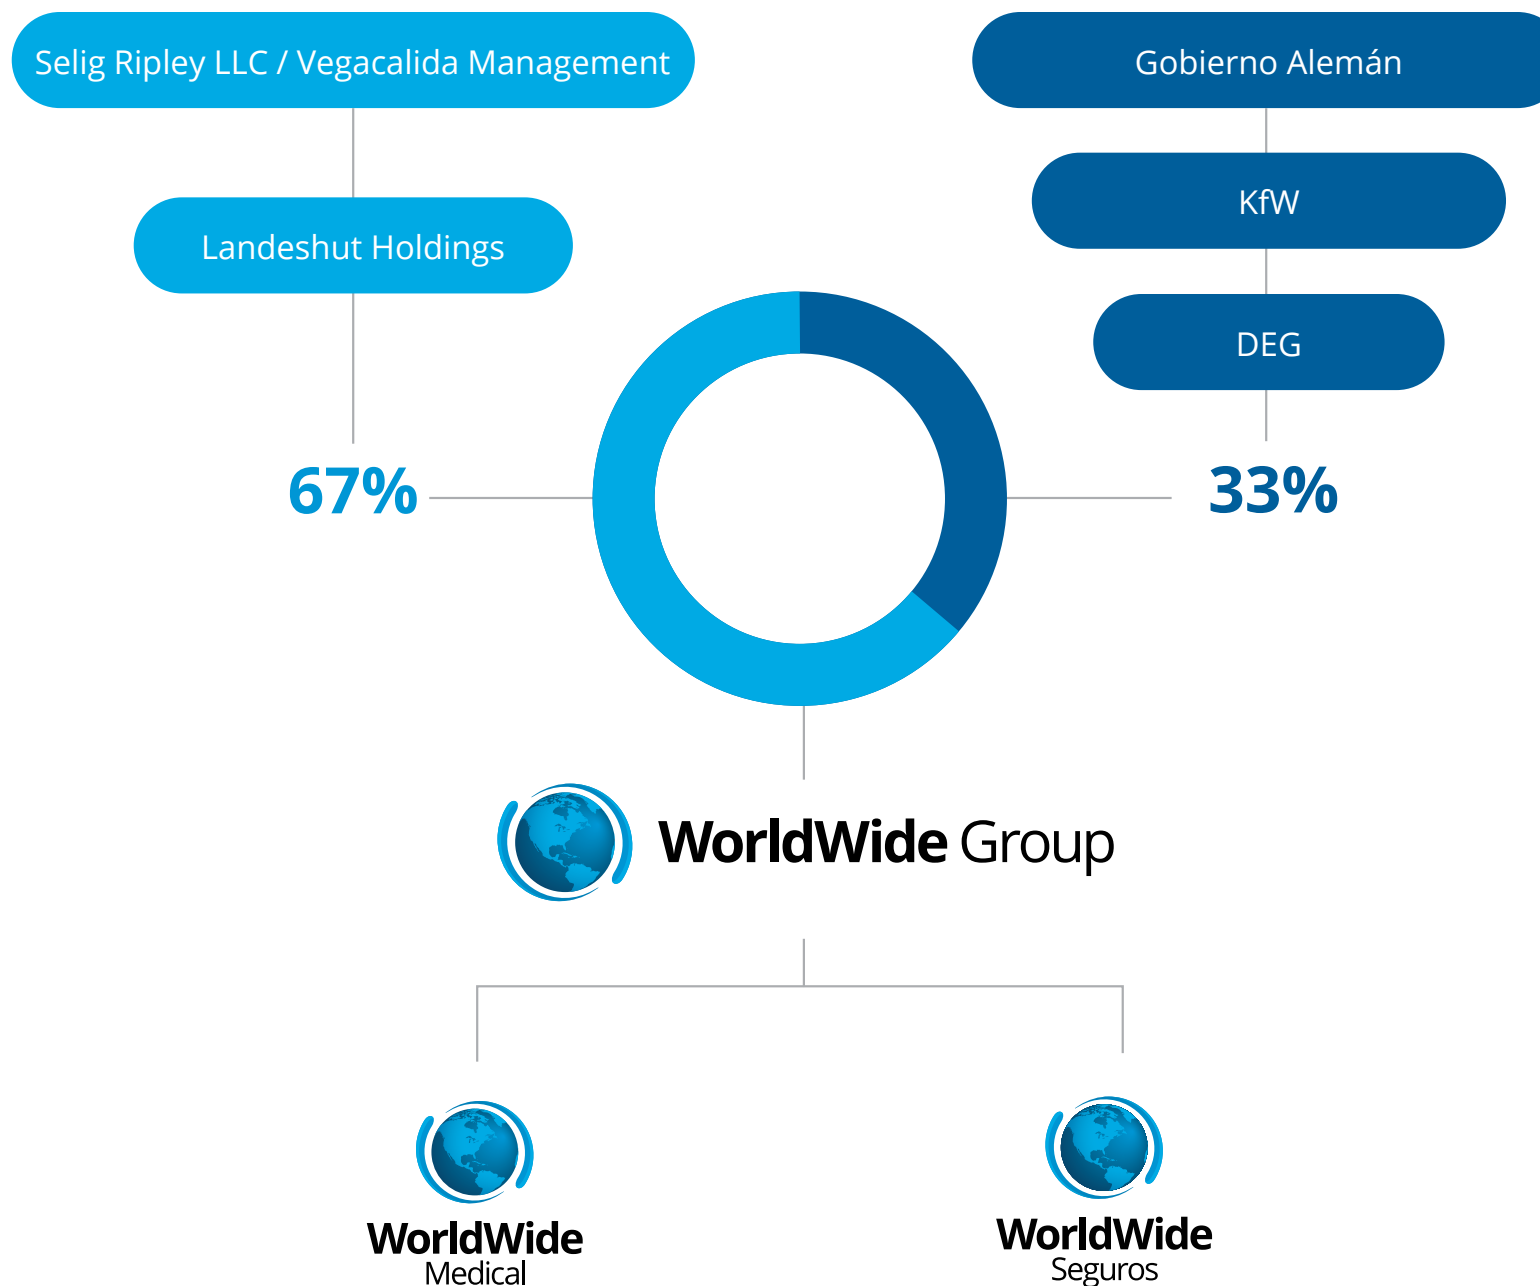 Selig Ripley LLC / Vegacalida Management
Landeshut Holdings
67%
Gobierno Alemán
KfW
DEG
33%
WorldWide Group
WorldWide
Medical
WorldWide
Seguros